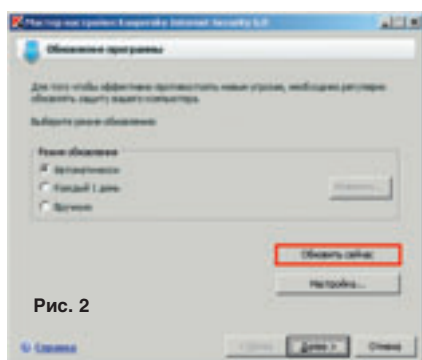 Мастер настройки Kaspersky Internet Security 6.0
Обновление программы
Для того чтобы эффективно противостоять новым угрозам, необходимо регулярно
обновлять защиту вашего компьютера.
Выберите режим обновления:
Режим обновления
Автоматически
Каждый 1 день
Вручную
Изменить...
Обновить сейчас
Настройка...
Рис. 2
Справка
< Назад
Далее >
Отмена